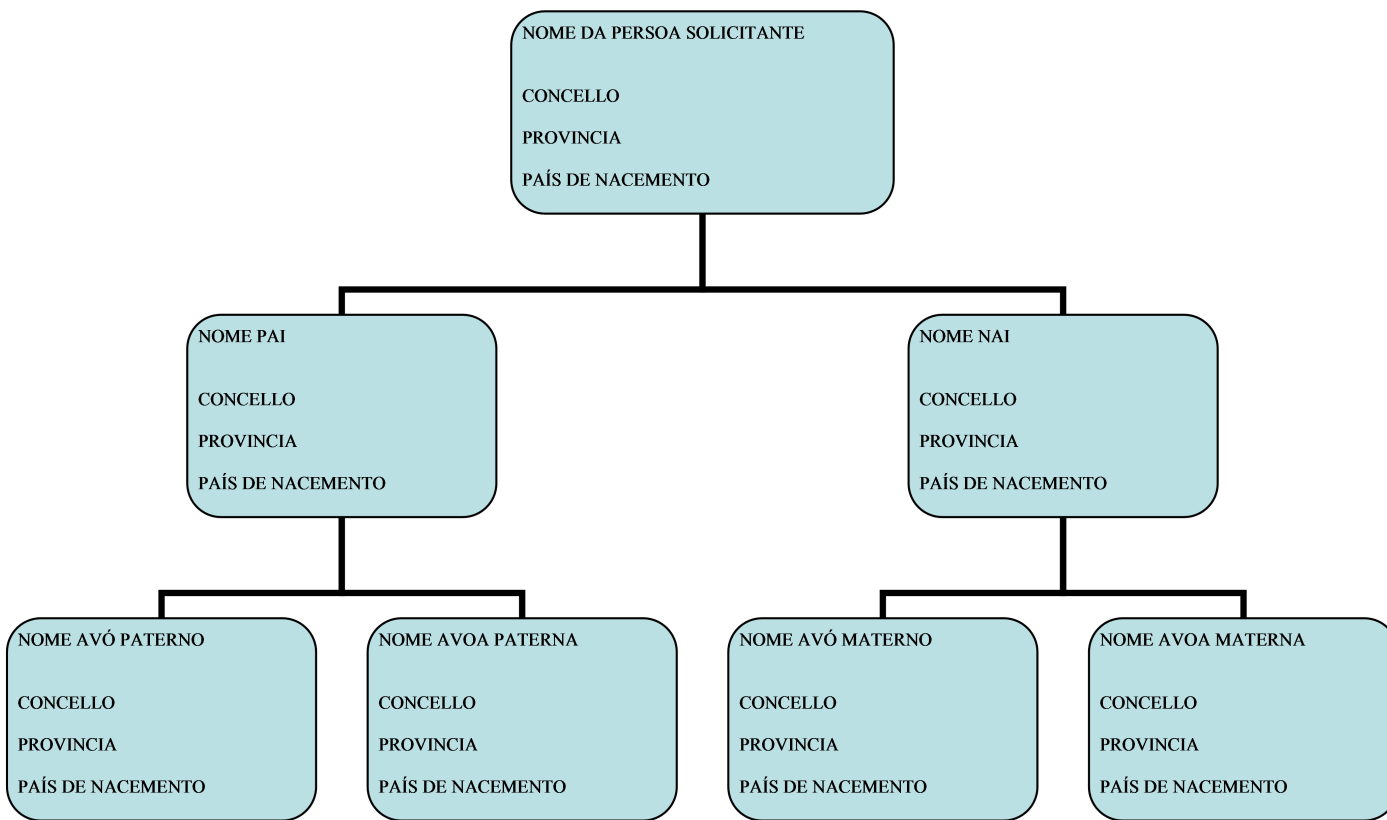 NOME DA PERSOA SOLICITANTE
CONCELLO
PROVINCIA
PAÍS DE NACEMENTO
NOME PAI
CONCELLO
PROVINCIA
PAÍS DE NACEMENTO
NOME NAI
CONCELLO
PROVINCIA
PAÍS DE NACEMENTO
NOME AVÓ PATERNO
CONCELLO
PROVINCIA
PAÍS DE NACEMENTO
NOME AVOA PATERNA
CONCELLO
PROVINCIA
PAÍS DE NACEMENTO
NOME AVÓ MATERNO
CONCELLO
PROVINCIA
PAÍS DE NACEMENTO
NOME AVOA MATERNA
CONCELLO
PROVINCIA
PAÍS DE NACEMENTO